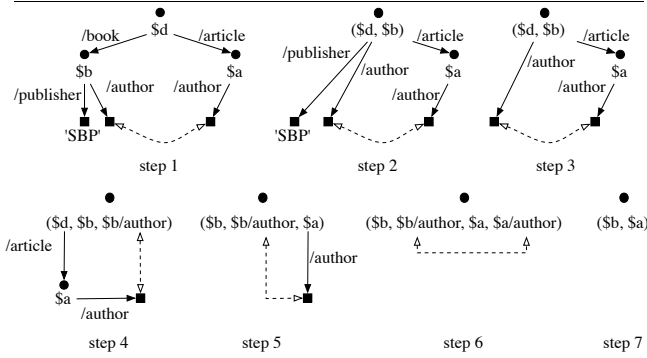 $d
/book
/article
$b
$a
/publisher
/author
/author
'SBP'
step 1
($d, $b)
/publisher
/article
/author
$a
/author
'SBP'
step 2
($d, $b)
/article
/author
$a
/author
step 3
($d, $b, $b/author)
/article
$a
/author
step 4
($b, $b/author, $a)
/author
step 5
($b, $b/author, $a, $a/author)
step 6
($b, $a)
step 7